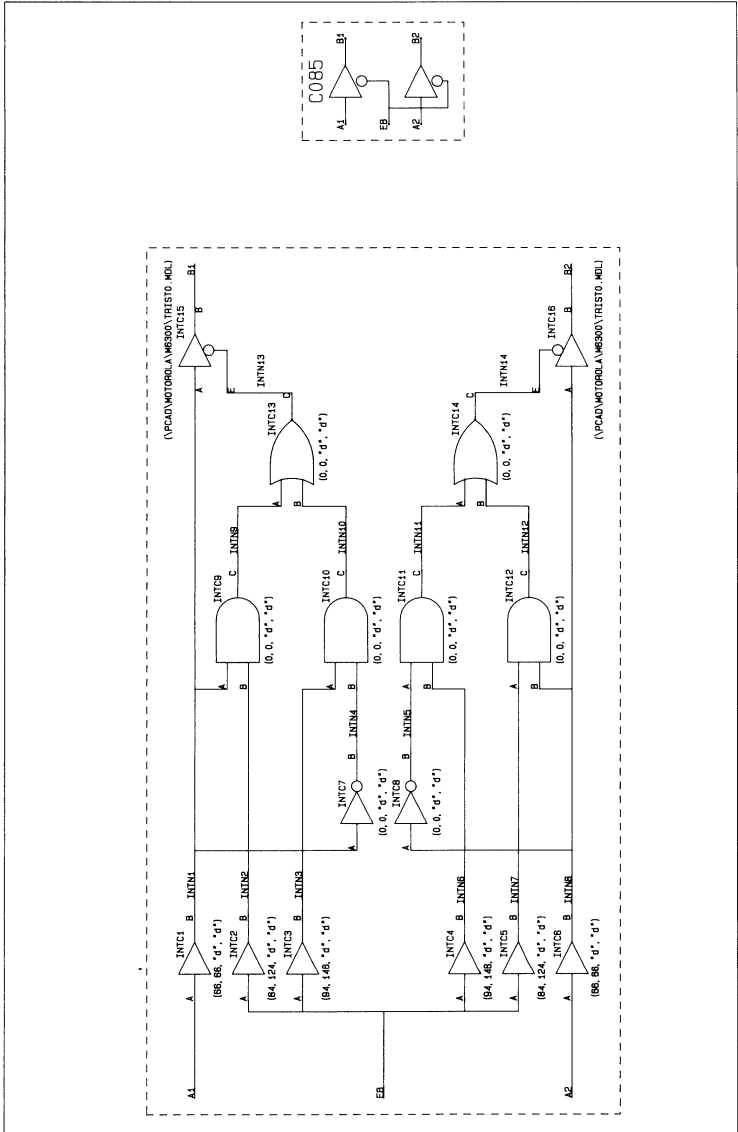 C085
A1
B1
EB
A2
B2
(\PCAD\MOTOROLA\M6300\TRISTO.MDL)
INTC15
A1
A
INTC1
B
INTN1
(66, 66, "d", "d")
A
B
B1
E
INTN13
A
INTC2
B
INTN2
(84, 124, "d", "d")
A
B
INTC9
C
INTN9
(0, 0, "d", "d")
A
B
INTC13
C
(0, 0, "d", "d")
INTC3
B
INTN3
(94, 146, "d", "d")
A
INTC7
B
INTN4
(0, 0, "d", "d")
A
B
INTC10
C
INTN10
(0, 0, "d", "d")
EB
A
INTC8
B
INTN5
(0, 0, "d", "d")
A
B
INTC11
C
INTN11
(0, 0, "d", "d")
A
B
INTC14
C
(0, 0, "d", "d")
A
INTC4
B
INTN6
(94, 146, "d", "d")
INTC5
B
INTN7
(84, 124, "d", "d")
A
B
INTC12
C
INTN12
(0, 0, "d", "d")
INTN14
E
A2
A
INTC6
B
INTN8
(66, 66, "d", "d")
A
INTC16
B
B2
(\PCAD\MOTOROLA\M6300\TRISTO.MDL)